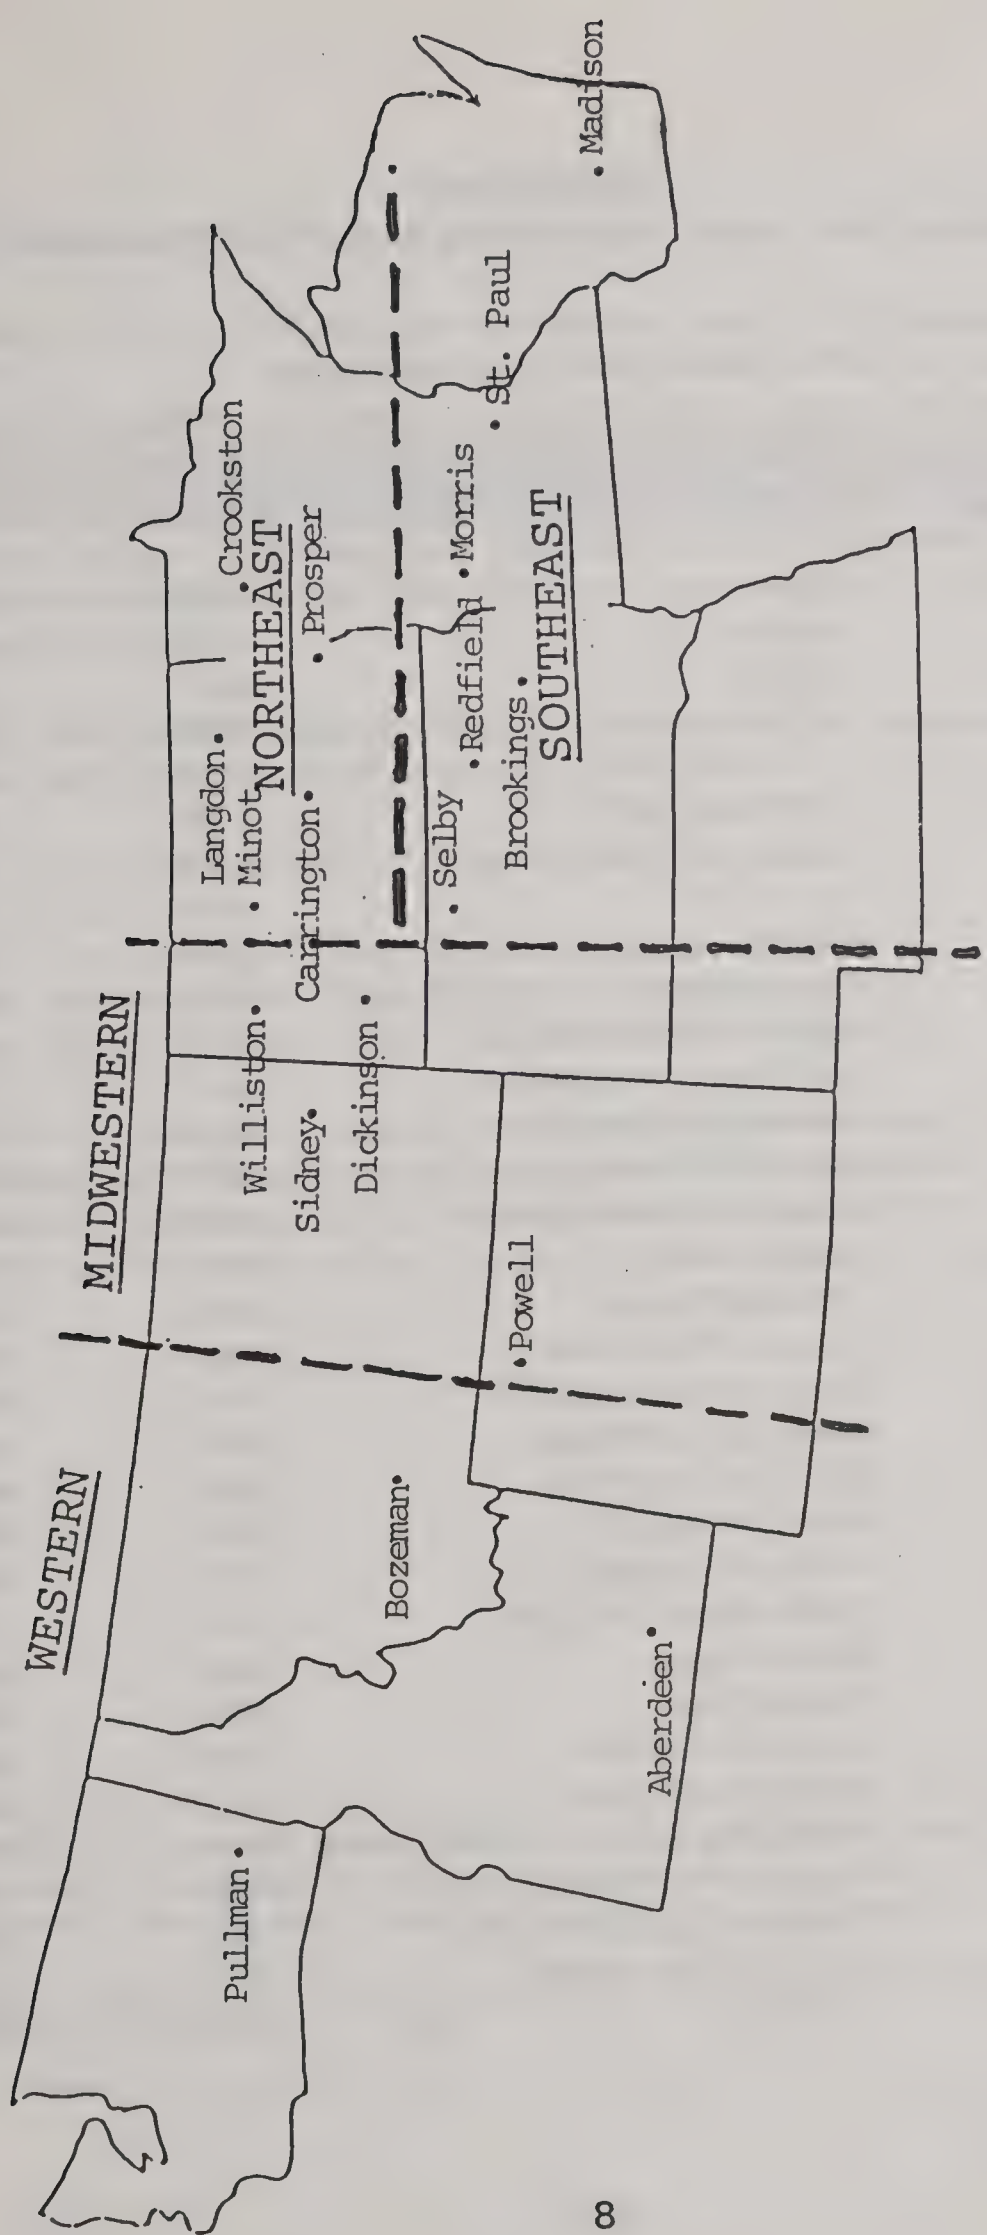 WESTERN
MIDWESTERN
Pullman
Bozeman
Aberdeen
Powell
Williston
Sidney
Dickinson
Langdon
Minot
Carrington
Crookston
NORTHEAST
Prosper
Selby
Redfield
Morris
Brookings
St. Paul
SOUTHEAST
Madison
8